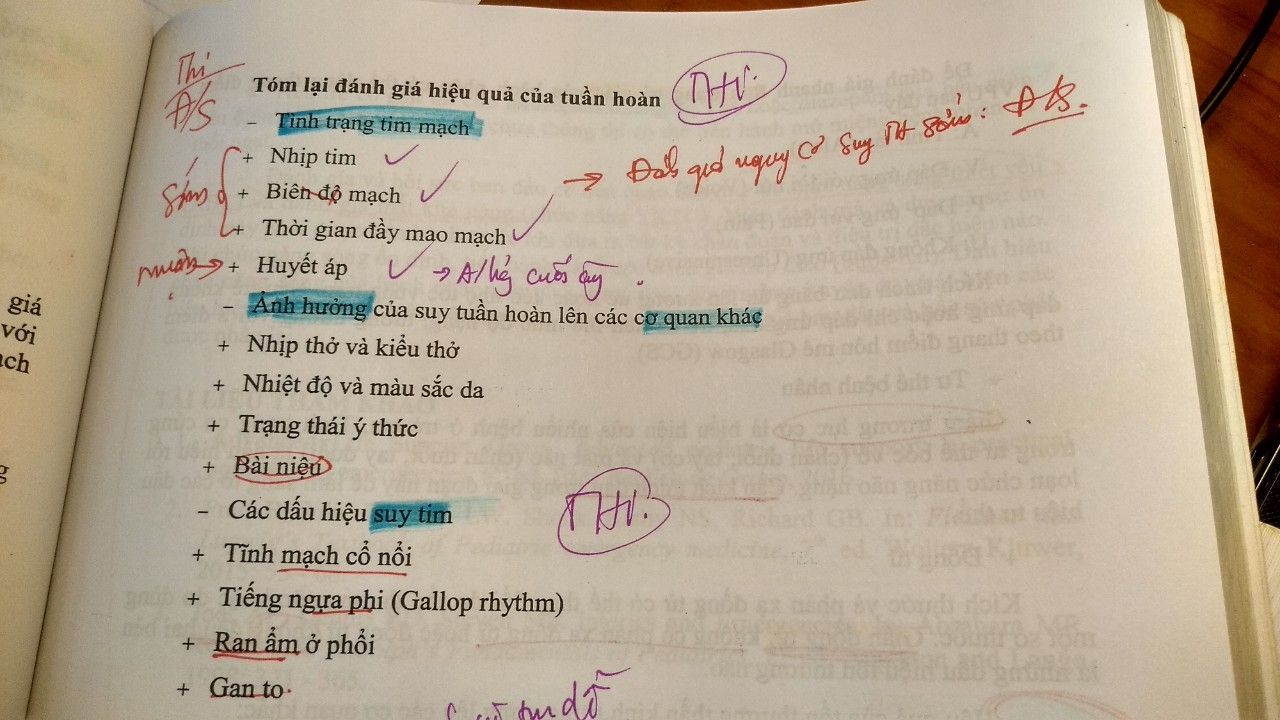 Thi
Đ/S
Tóm lại đánh giá hiệu quả của tuần hoàn
THV.
– Tình trạng tim mạch
+ Nhịp tim
+ Biên độ mạch
+ Thời gian đầy mao mạch
sớm
→ Đánh giá nguy cơ suy TH sớm: Đ/S.
muộn → + Huyết áp → A/hg cuối cùng.
– Ảnh hưởng của suy tuần hoàn lên các cơ quan khác
+ Nhịp thở và kiểu thở
+ Nhiệt độ và màu sắc da
+ Trạng thái ý thức
+ Bài niệu
– Các dấu hiệu suy tim
THV.
+ Tĩnh mạch cổ nổi
+ Tiếng ngựa phi (Gallop rhythm)
+ Ran ẩm ở phổi
+ Gan to
giá
với
ạch
g